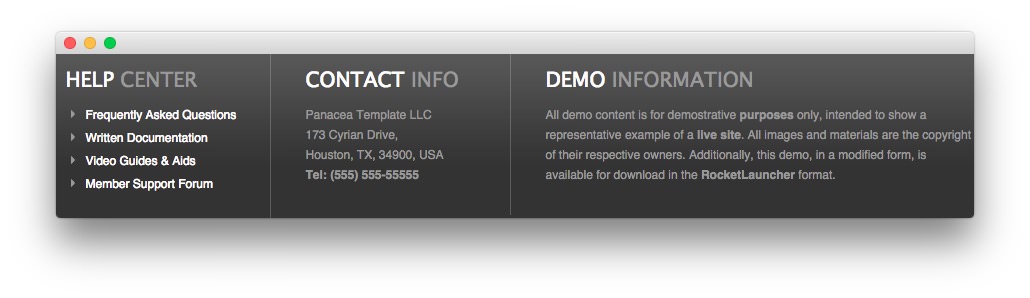 HELP CENTER
Frequently Asked Questions
Written Documentation
Video Guides & Aids
Member Support Forum
CONTACT INFO
Panacea Template LLC
173 Cyrian Drive,
Houston, TX, 34900, USA
Tel: (555) 555-55555
DEMO INFORMATION
All demo content is for demostrative purposes only, intended to show a
representative example of a live site. All images and materials are the copyright
of their respective owners. Additionally, this demo, in a modified form, is
available for download in the RocketLauncher format.